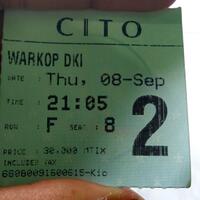 CITO
WARKOP DKI
DATE : Thu, 08-Sep
TIME : 21:05
ROW : F SEAT : 8
2
PRICE : 30,000 MTIX
INCLUDED TAX